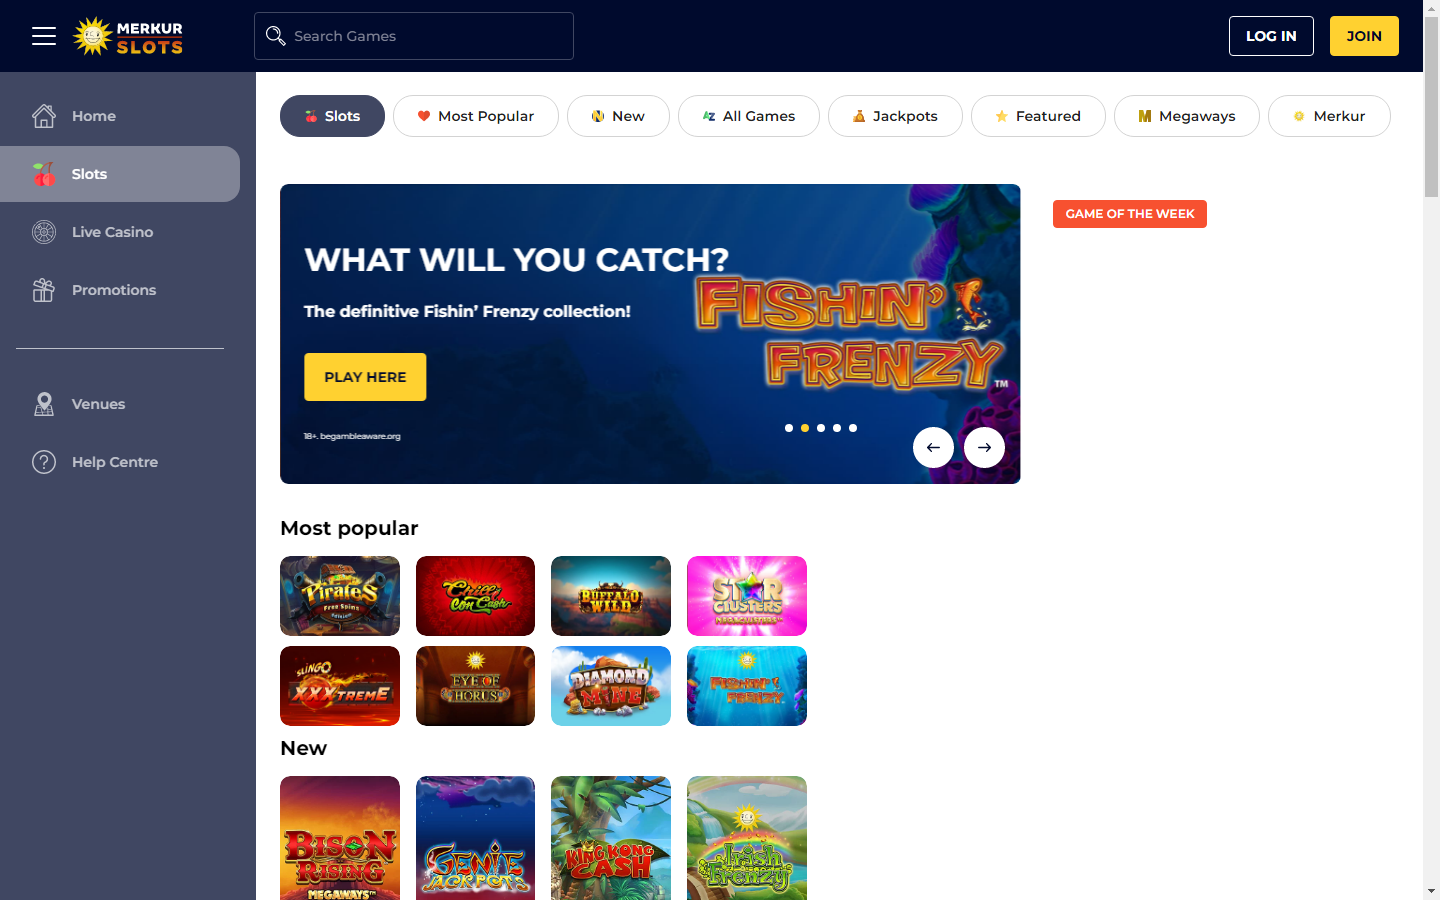 MERKUR
SLOTS
Search Games
LOG IN
JOIN
Home
Slots
Live Casino
Promotions
Venues
Help Centre
Slots
Most Popular
New
AZ All Games
Jackpots
Featured
M Megaways
Merkur
WHAT WILL YOU CATCH?
The definitive Fishin' Frenzy collection!
PLAY HERE
18+. begambleaware.org
FISHIN'
FRENZY™
GAME OF THE WEEK
Most popular
Pirates
Free Spins
Edition
Chilli
Con Cash
BUFFALO
WILD
STAR
CLUSTERS
MEGACLUSTERS™
SLINGO
XXXTREME
EYE OF
HORUS
DIAMOND
MINE
FISHIN'
FRENZY
New
BISON
RISING
MEGAWAYS™
GENIE
JACKPOTS
KING KONG
CASH
Irish
Frenzy